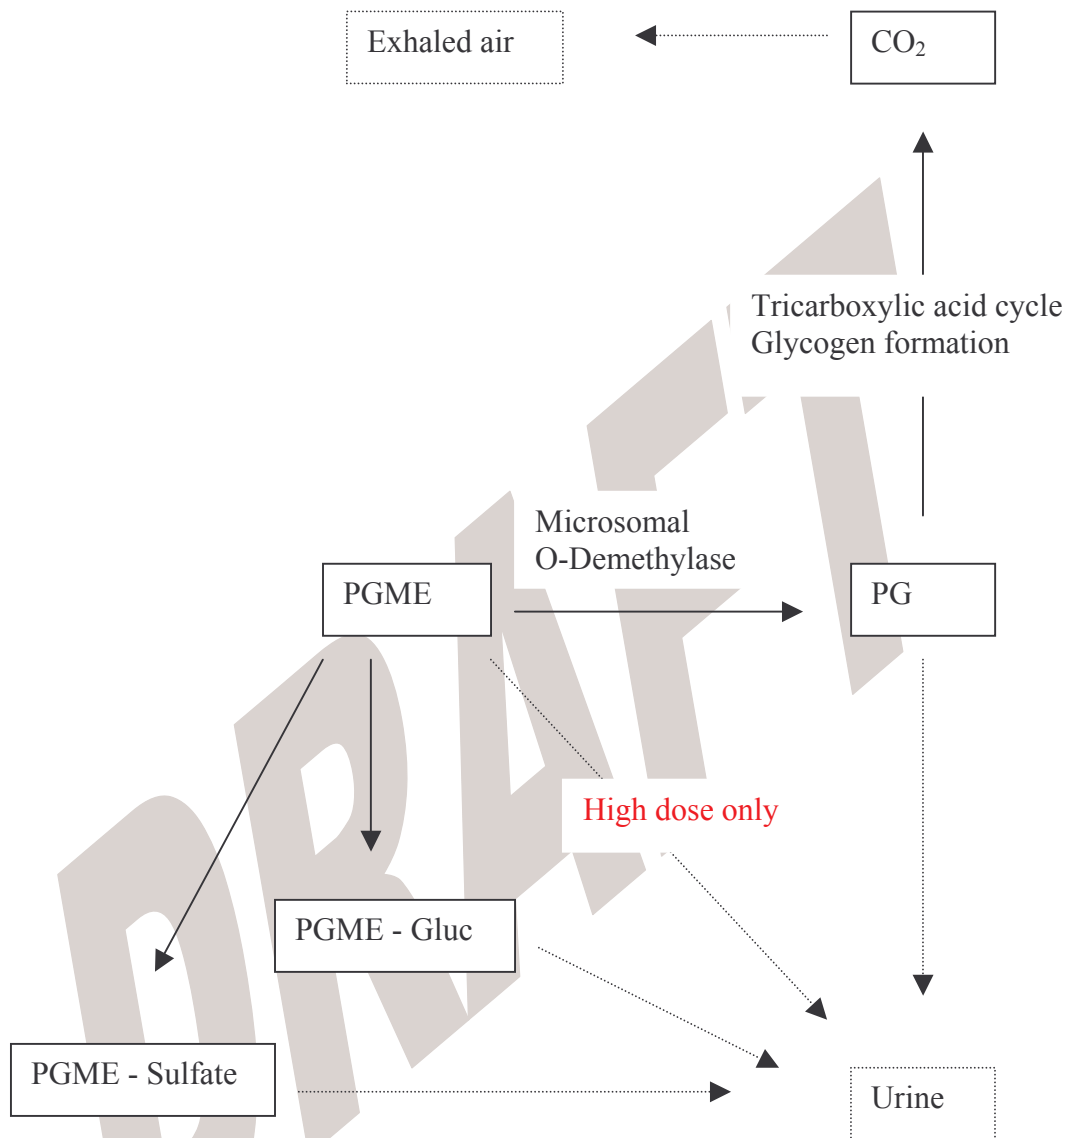 Exhaled air
CO₂
Tricarboxylic acid cycle
Glycogen formation
Microsomal
O-Demethylase
PGME
PG
High dose only
PGME - Gluc
PGME - Sulfate
Urine
DRAFT